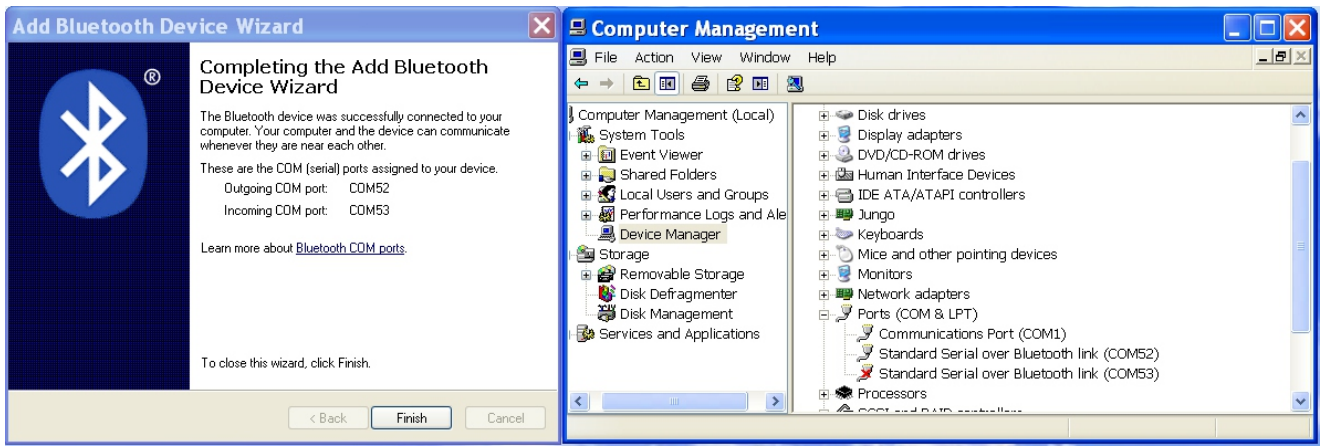 Add Bluetooth Device Wizard
®
Completing the Add Bluetooth
Device Wizard
The Bluetooth device was successfully connected to your
computer. Your computer and the device can communicate
whenever they are near each other.
These are the COM (serial) ports assigned to your device.
Outgoing COM port: COM52
Incoming COM port: COM53
Learn more about Bluetooth COM ports.
To close this wizard, click Finish.
< Back Finish Cancel
Computer Management
File Action View Window Help
Computer Management (Local)
System Tools
Event Viewer
Shared Folders
Local Users and Groups
Performance Logs and Ale
Device Manager
Storage
Removable Storage
Disk Defragmenter
Disk Management
Services and Applications
Disk drives
Display adapters
DVD/CD-ROM drives
Human Interface Devices
IDE ATA/ATAPI controllers
Jungo
Keyboards
Mice and other pointing devices
Monitors
Network adapters
Ports (COM & LPT)
Communications Port (COM1)
Standard Serial over Bluetooth link (COM52)
Standard Serial over Bluetooth link (COM53)
Processors
SCSI and RAID controllers